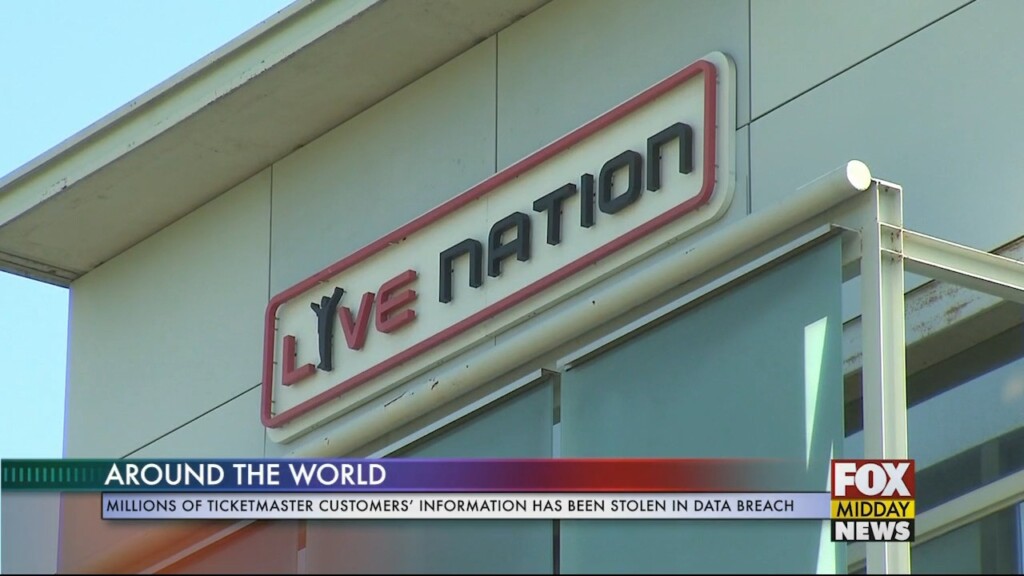 LIVE NATION
AROUND THE WORLD
MILLIONS OF TICKETMASTER CUSTOMERS' INFORMATION HAS BEEN STOLEN IN DATA BREACH
FOX
MIDDAY
NEWS